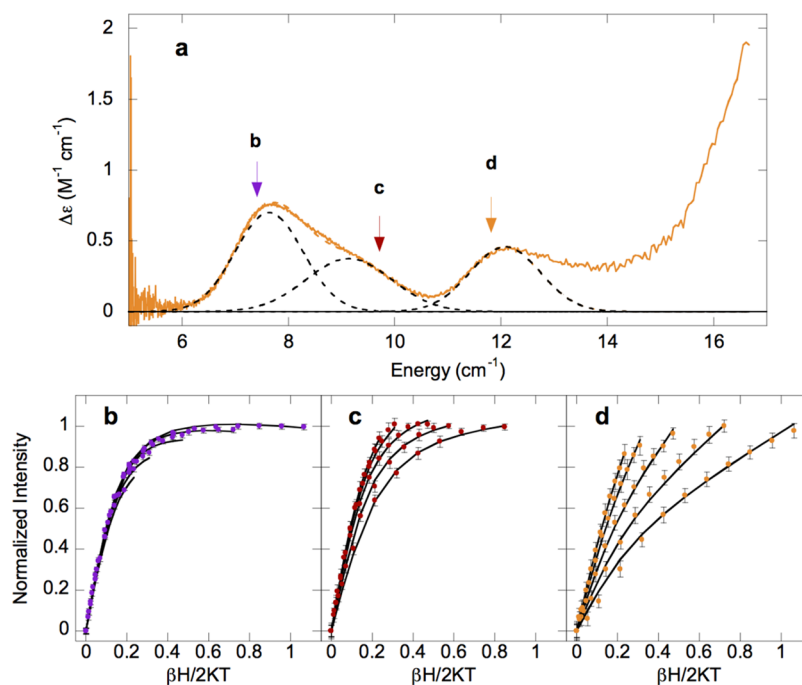 2
a
1.5
b
c
d
1
0.5
0
Δε (M⁻¹ cm⁻¹)
6 8 10 12 14 16
Energy (cm⁻¹)
b c d
1
0.8
0.6
0.4
0.2
0
Normalized Intensity
0 0.2 0.4 0.6 0.8 1 0 0.2 0.4 0.6 0.8 1 0 0.2 0.4 0.6 0.8 1
βH/2KT βH/2KT βH/2KT